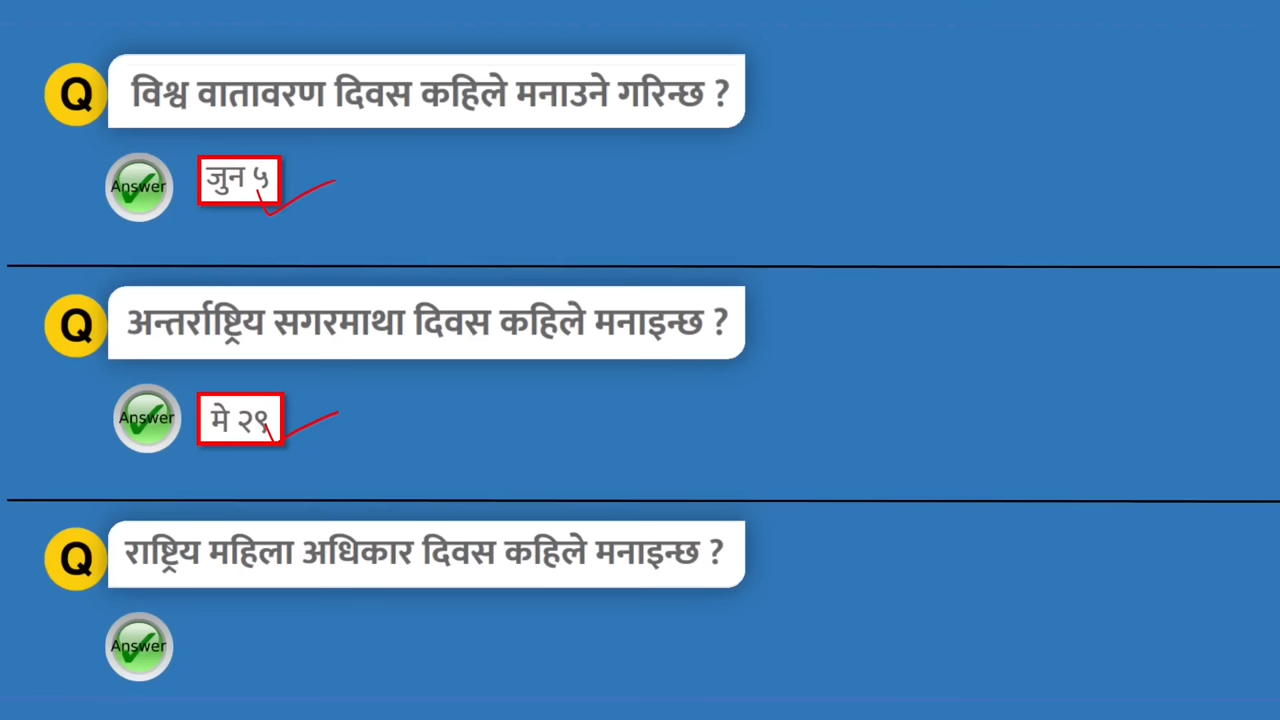 Q विश्व वातावरण दिवस कहिले मनाउने गरिन्छ ?
Answer जुन ५
Q अन्तर्राष्ट्रिय सगरमाथा दिवस कहिले मनाइन्छ ?
Answer मे २९
Q राष्ट्रिय महिला अधिकार दिवस कहिले मनाइन्छ ?
Answer